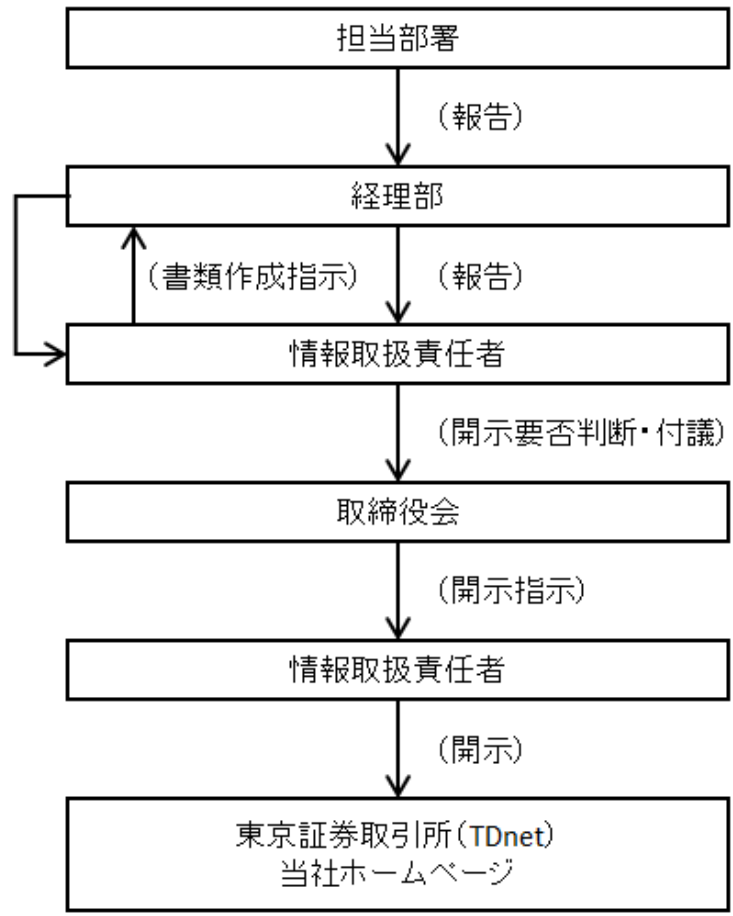 担当部署
(報告)
経理部
(書類作成指示)
(報告)
情報取扱責任者
(開示要否判断・付議)
取締役会
(開示指示)
情報取扱責任者
(開示)
東京証券取引所(TDnet)
当社ホームページ